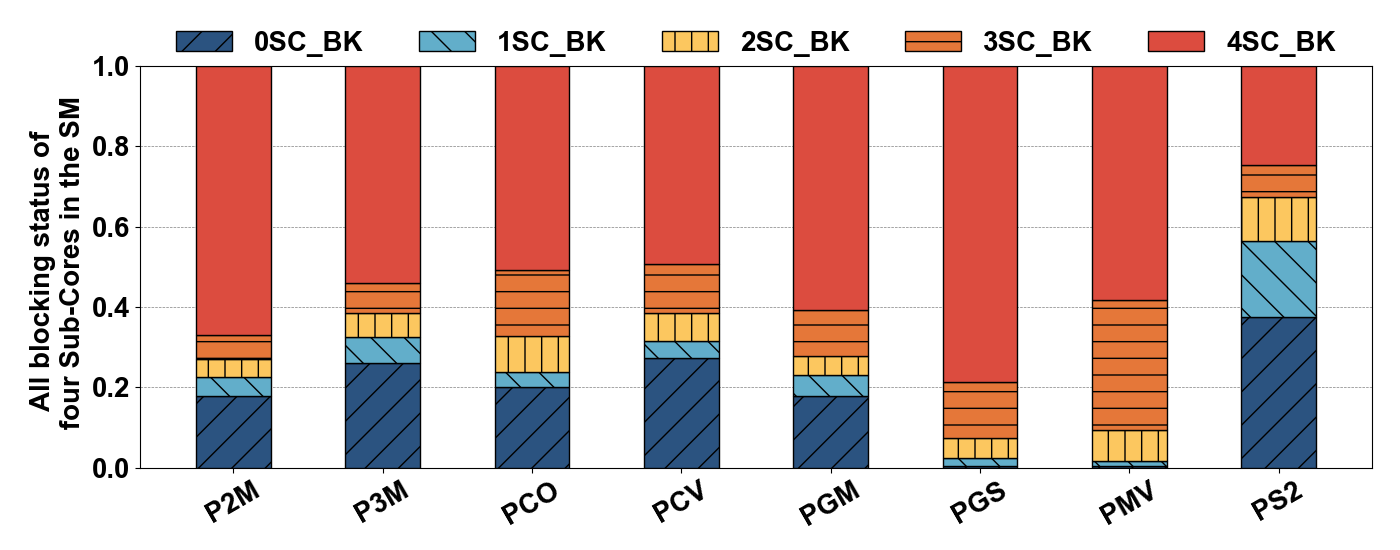 0SC_BK 1SC_BK 2SC_BK 3SC_BK 4SC_BK
All blocking status of
four Sub-Cores in the SM
1.0
0.8
0.6
0.4
0.2
0.0
P2M P3M PCO PCV PGM PGS PMV PS2